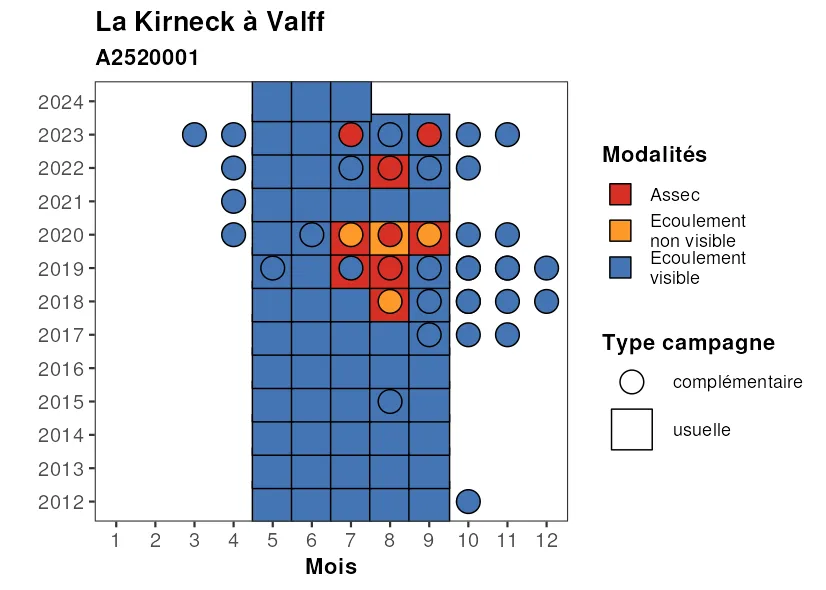 La Kirneck à Valff
A2520001
2024
2023
2022
2021
2020
2019
2018
2017
2016
2015
2014
2013
2012
1 2 3 4 5 6 7 8 9 10 11 12
Mois
Modalités
Assec
Ecoulement
non visible
Ecoulement
visible
Type campagne
complémentaire
usuelle